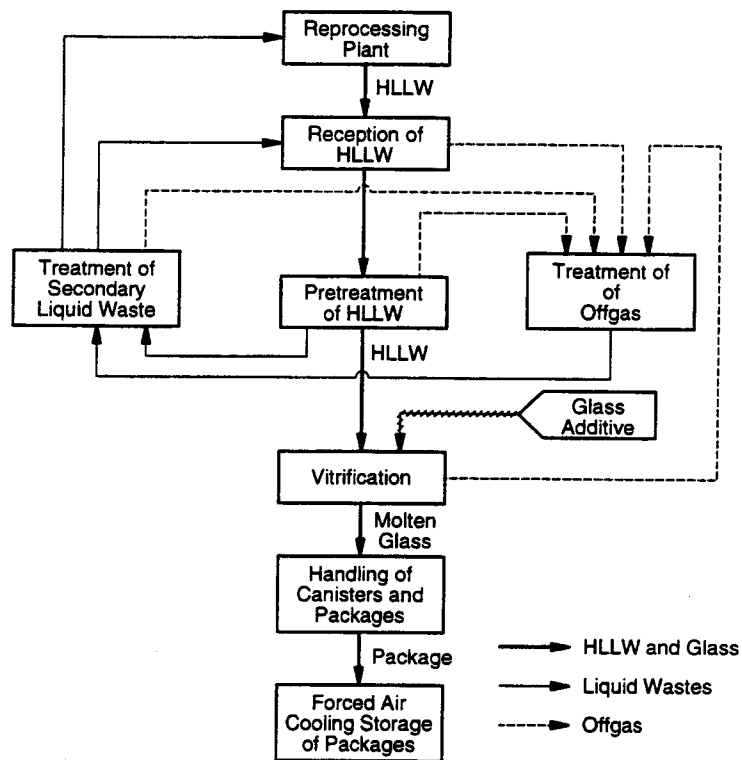 Reprocessing
Plant
HLLW
Reception of
HLLW
Treatment of
Secondary
Liquid Waste
Pretreatment
of HLLW
Treatment of
of
Offgas
HLLW
Glass
Additive
Vitrification
Molten
Glass
Handling of
Canisters and
Packages
Package
Forced Air
Cooling Storage
of Packages
HLLW and Glass
Liquid Wastes
Offgas